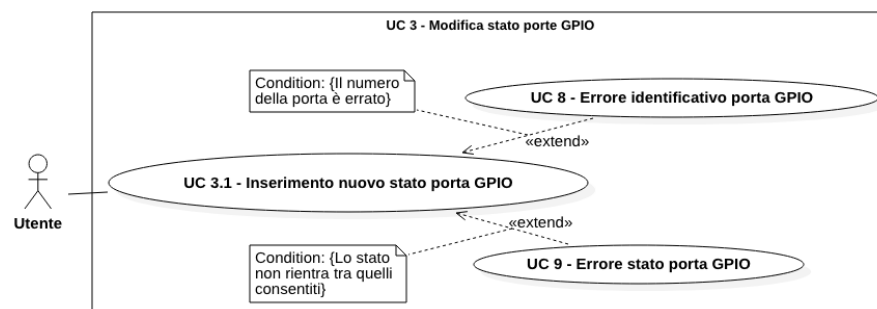 UC 3 - Modifica stato porte GPIO
Condition: {Il numero
della porta è errato}
UC 8 - Errore identificativo porta GPIO
«extend»
UC 3.1 - Inserimento nuovo stato porta GPIO
Utente
«extend»
Condition: {Lo stato
non rientra tra quelli
consentiti}
UC 9 - Errore stato porta GPIO